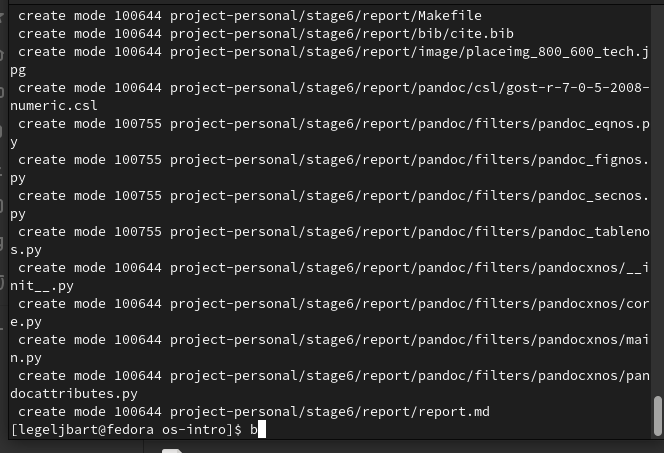 create mode 100644 project-personal/stage6/report/Makefile
create mode 100644 project-personal/stage6/report/bib/cite.bib
create mode 100644 project-personal/stage6/report/image/placeimg_800_600_tech.j
pg
create mode 100644 project-personal/stage6/report/pandoc/csl/gost-r-7-0-5-2008-
numeric.csl
create mode 100755 project-personal/stage6/report/pandoc/filters/pandoc_eqnos.p
y
create mode 100755 project-personal/stage6/report/pandoc/filters/pandoc_fignos.
py
create mode 100755 project-personal/stage6/report/pandoc/filters/pandoc_secnos.
py
create mode 100755 project-personal/stage6/report/pandoc/filters/pandoc_tableno
s.py
create mode 100644 project-personal/stage6/report/pandoc/filters/pandocxnos/__i
nit__.py
create mode 100644 project-personal/stage6/report/pandoc/filters/pandocxnos/cor
e.py
create mode 100644 project-personal/stage6/report/pandoc/filters/pandocxnos/mai
n.py
create mode 100644 project-personal/stage6/report/pandoc/filters/pandocxnos/pan
docattributes.py
create mode 100644 project-personal/stage6/report/report.md
[legeljbart@fedora os-intro]$ b